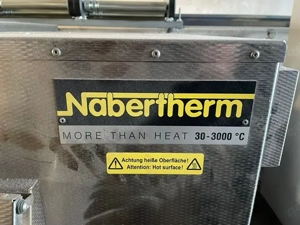 Nabertherm
MORE THAN HEAT 30-3000 °C
Achtung heiße Oberfläche!
Attention: Hot surface!